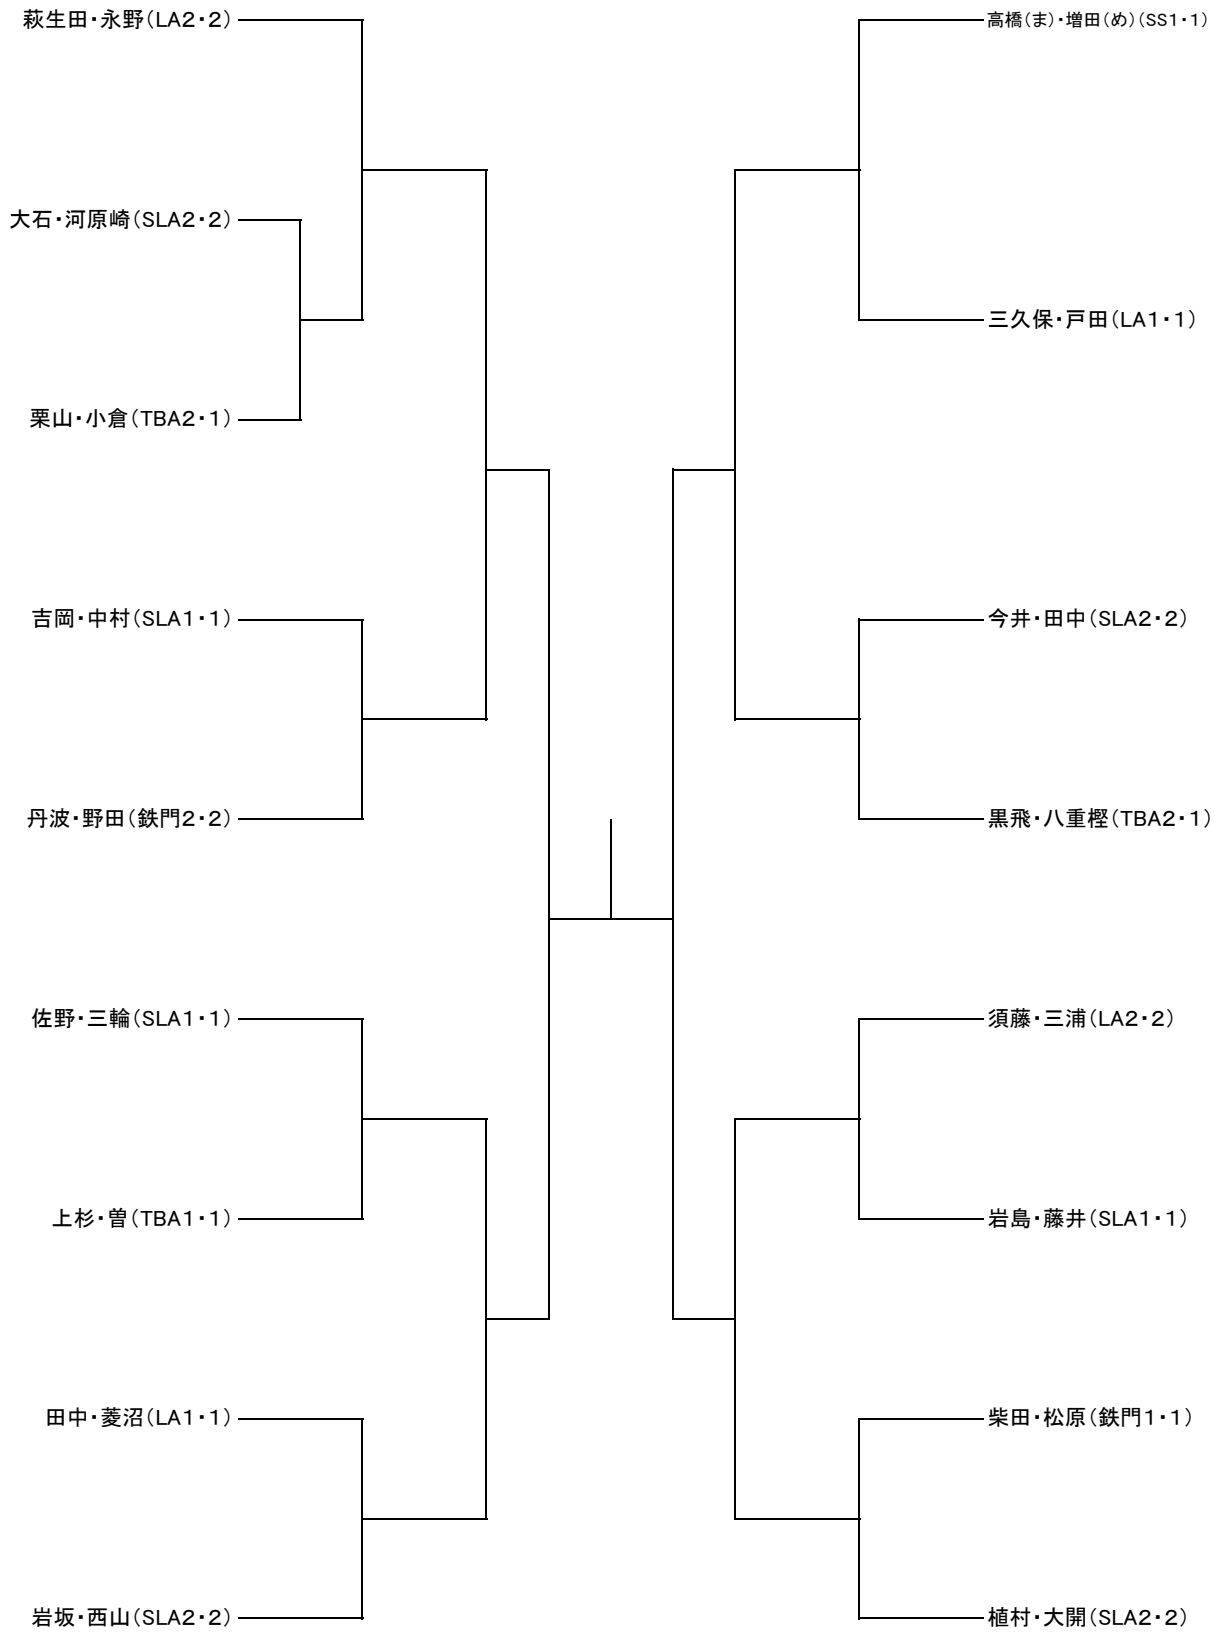 萩生田・永野(LA2・2)
大石・河原崎(SLA2・2)
栗山・小倉(TBA2・1)
吉岡・中村(SLA1・1)
丹波・野田(鉄門2・2)
佐野・三輪(SLA1・1)
上杉・曽(TBA1・1)
田中・菱沼(LA1・1)
岩坂・西山(SLA2・2)
高橋(ま)・増田(め)(SS1・1)
三久保・戸田(LA1・1)
今井・田中(SLA2・2)
黒飛・八重樫(TBA2・1)
須藤・三浦(LA2・2)
岩島・藤井(SLA1・1)
柴田・松原(鉄門1・1)
植村・大開(SLA2・2)